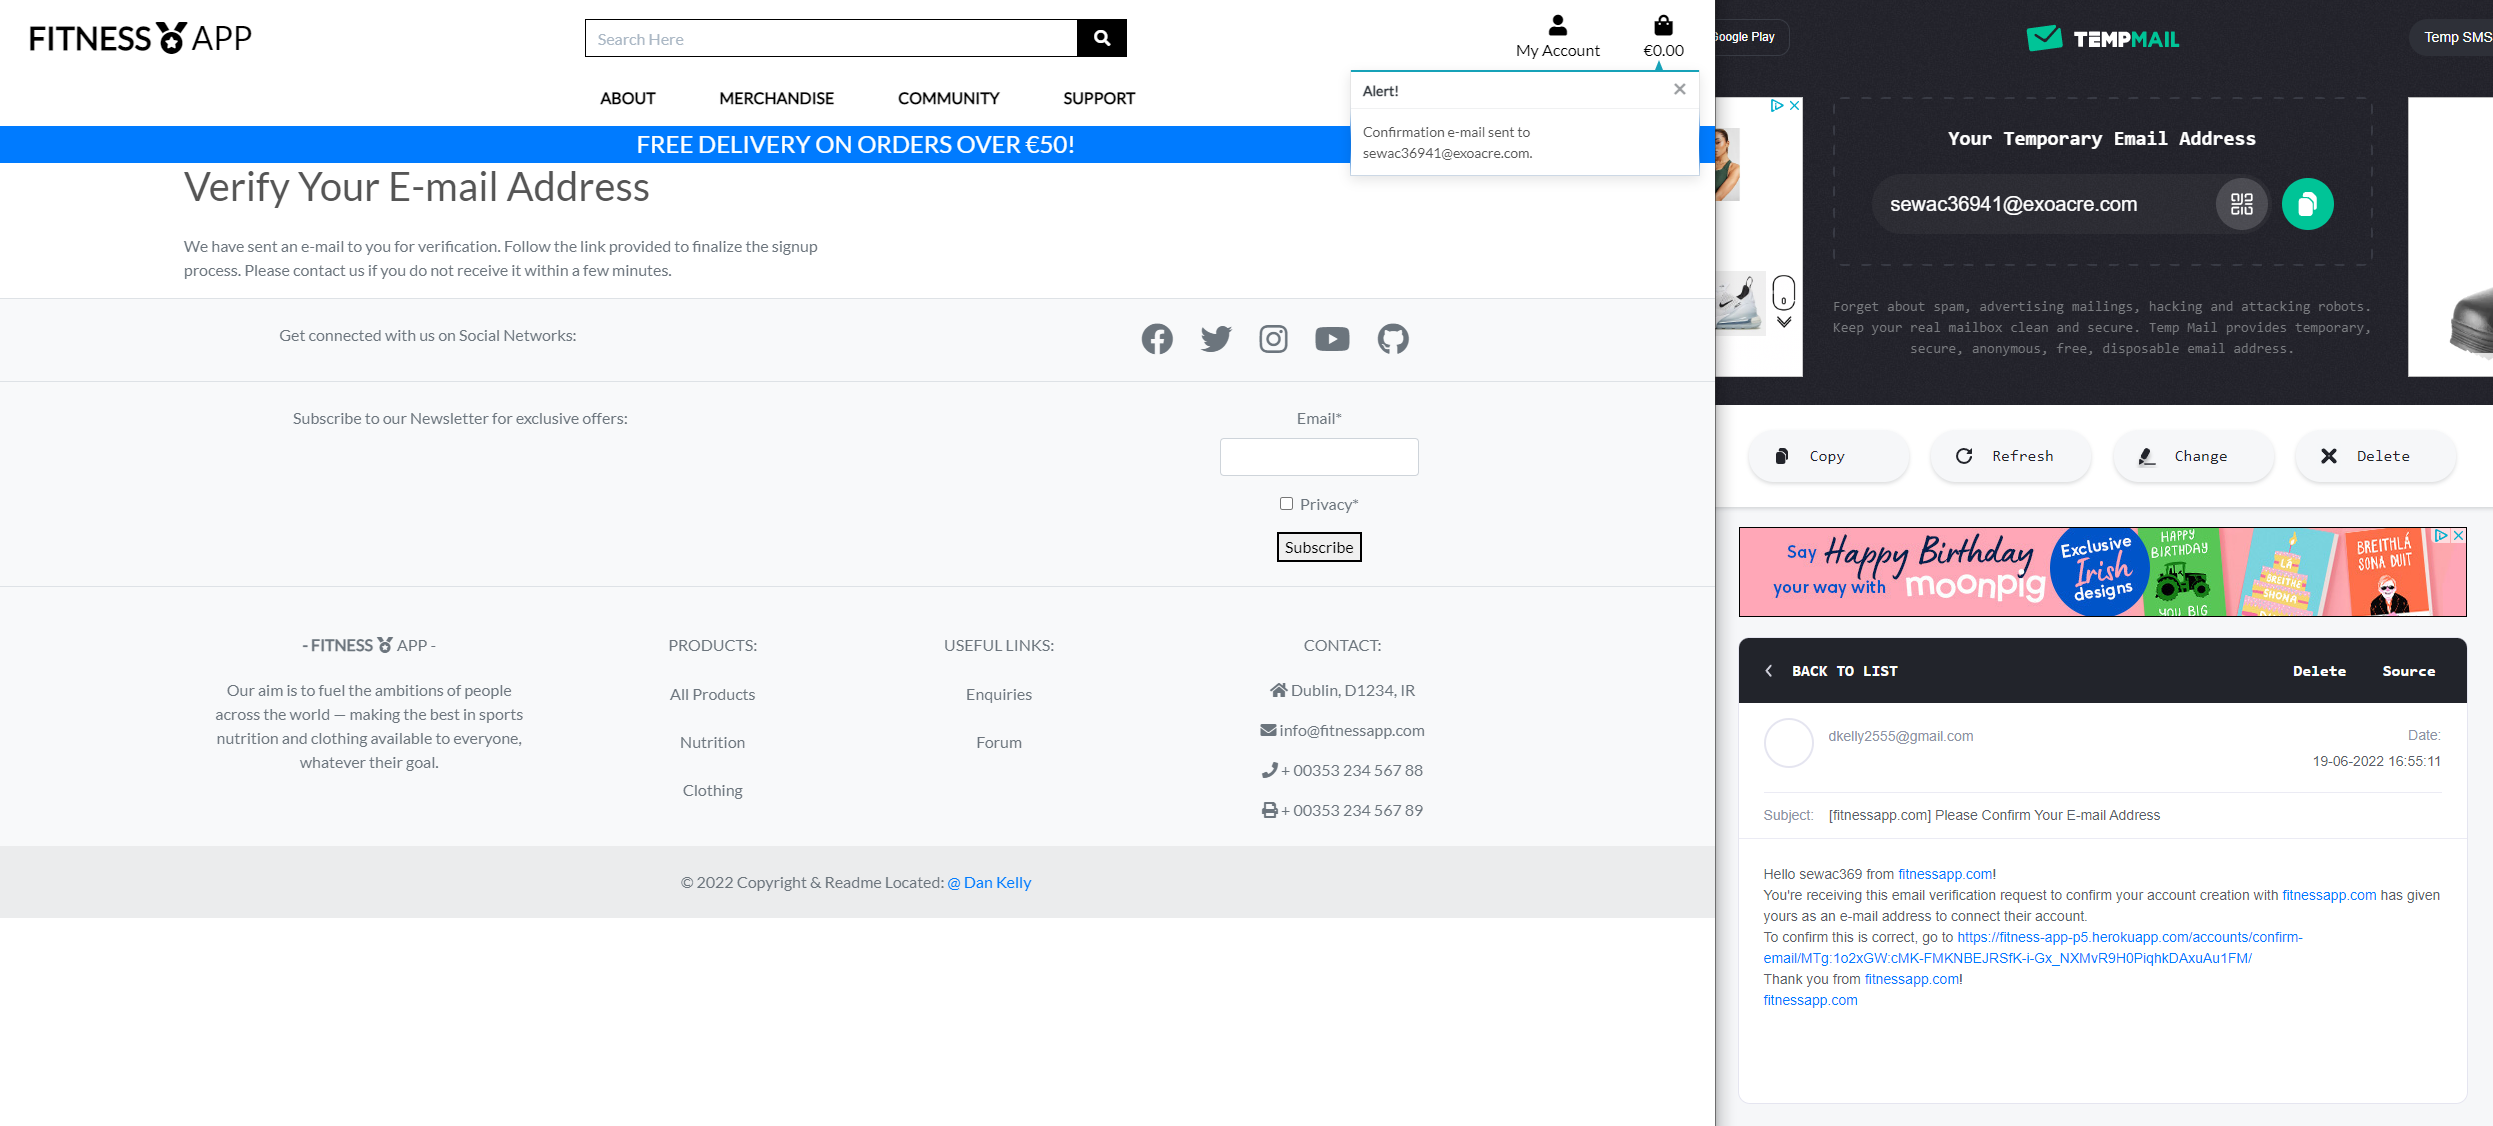 FITNESS APP
Search Here
My Account
€0.00
ABOUT
MERCHANDISE
COMMUNITY
SUPPORT
Alert!
Confirmation e-mail sent to
sewac36941@exoacre.com.
FREE DELIVERY ON ORDERS OVER €50!
Verify Your E-mail Address
We have sent an e-mail to you for verification. Follow the link provided to finalize the signup
process. Please contact us if you do not receive it within a few minutes.
Get connected with us on Social Networks:
Subscribe to our Newsletter for exclusive offers:
Email*
Privacy*
Subscribe
- FITNESS APP -
Our aim is to fuel the ambitions of people
across the world — making the best in sports
nutrition and clothing available to everyone,
whatever their goal.
PRODUCTS:
All Products
Nutrition
Clothing
USEFUL LINKS:
Enquiries
Forum
CONTACT:
Dublin, D1234, IR
info@fitnessapp.com
+ 00353 234 567 88
+ 00353 234 567 89
© 2022 Copyright & Readme Located: @ Dan Kelly
Google Play
TEMPMAIL
Temp SMS
Your Temporary Email Address
sewac36941@exoacre.com
Forget about spam, advertising mailings, hacking and attacking robots.
Keep your real mailbox clean and secure. Temp Mail provides temporary,
secure, anonymous, free, disposable email address.
Copy
Refresh
Change
Delete
Say Happy Birthday
your way with moonpig
Exclusive
Irish
designs
HAPPY
BIRTHDAY
YOU BIG
LÁ
BREITHE
SHONA
BREITHLÁ
SONA DUIT
BACK TO LIST
Delete
Source
dkelly2555@gmail.com
Date:
19-06-2022 16:55:11
Subject: [fitnessapp.com] Please Confirm Your E-mail Address
Hello sewac369 from fitnessapp.com!
You're receiving this email verification request to confirm your account creation with fitnessapp.com has given
yours as an e-mail address to connect their account.
To confirm this is correct, go to https://fitness-app-p5.herokuapp.com/accounts/confirm-
email/MTg:1o2xGW:cMK-FMKNBEJRSfK-i-Gx_NXMvR9H0PiqhkDAxuAu1FM/
Thank you from fitnessapp.com!
fitnessapp.com